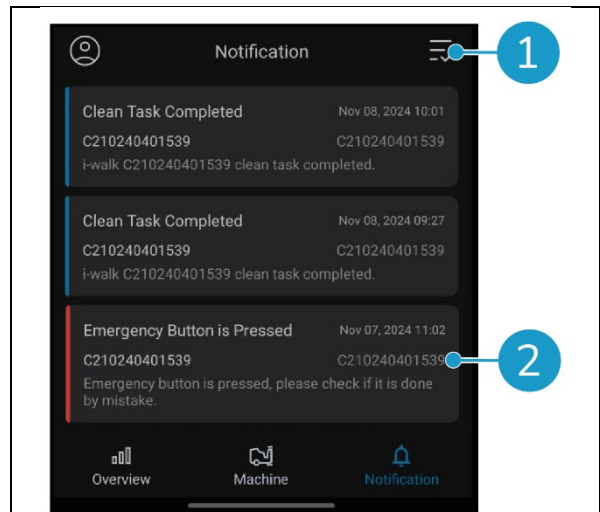 Notification
1
Clean Task Completed Nov 08, 2024 10:01
C210240401539 C210240401539
i-walk C210240401539 clean task completed.
Clean Task Completed Nov 08, 2024 09:27
C210240401539 C210240401539
i-walk C210240401539 clean task completed.
Emergency Button is Pressed Nov 07, 2024 11:02
C210240401539 C210240401539
2
Emergency button is pressed, please check if it is done
by mistake.
Overview Machine Notification